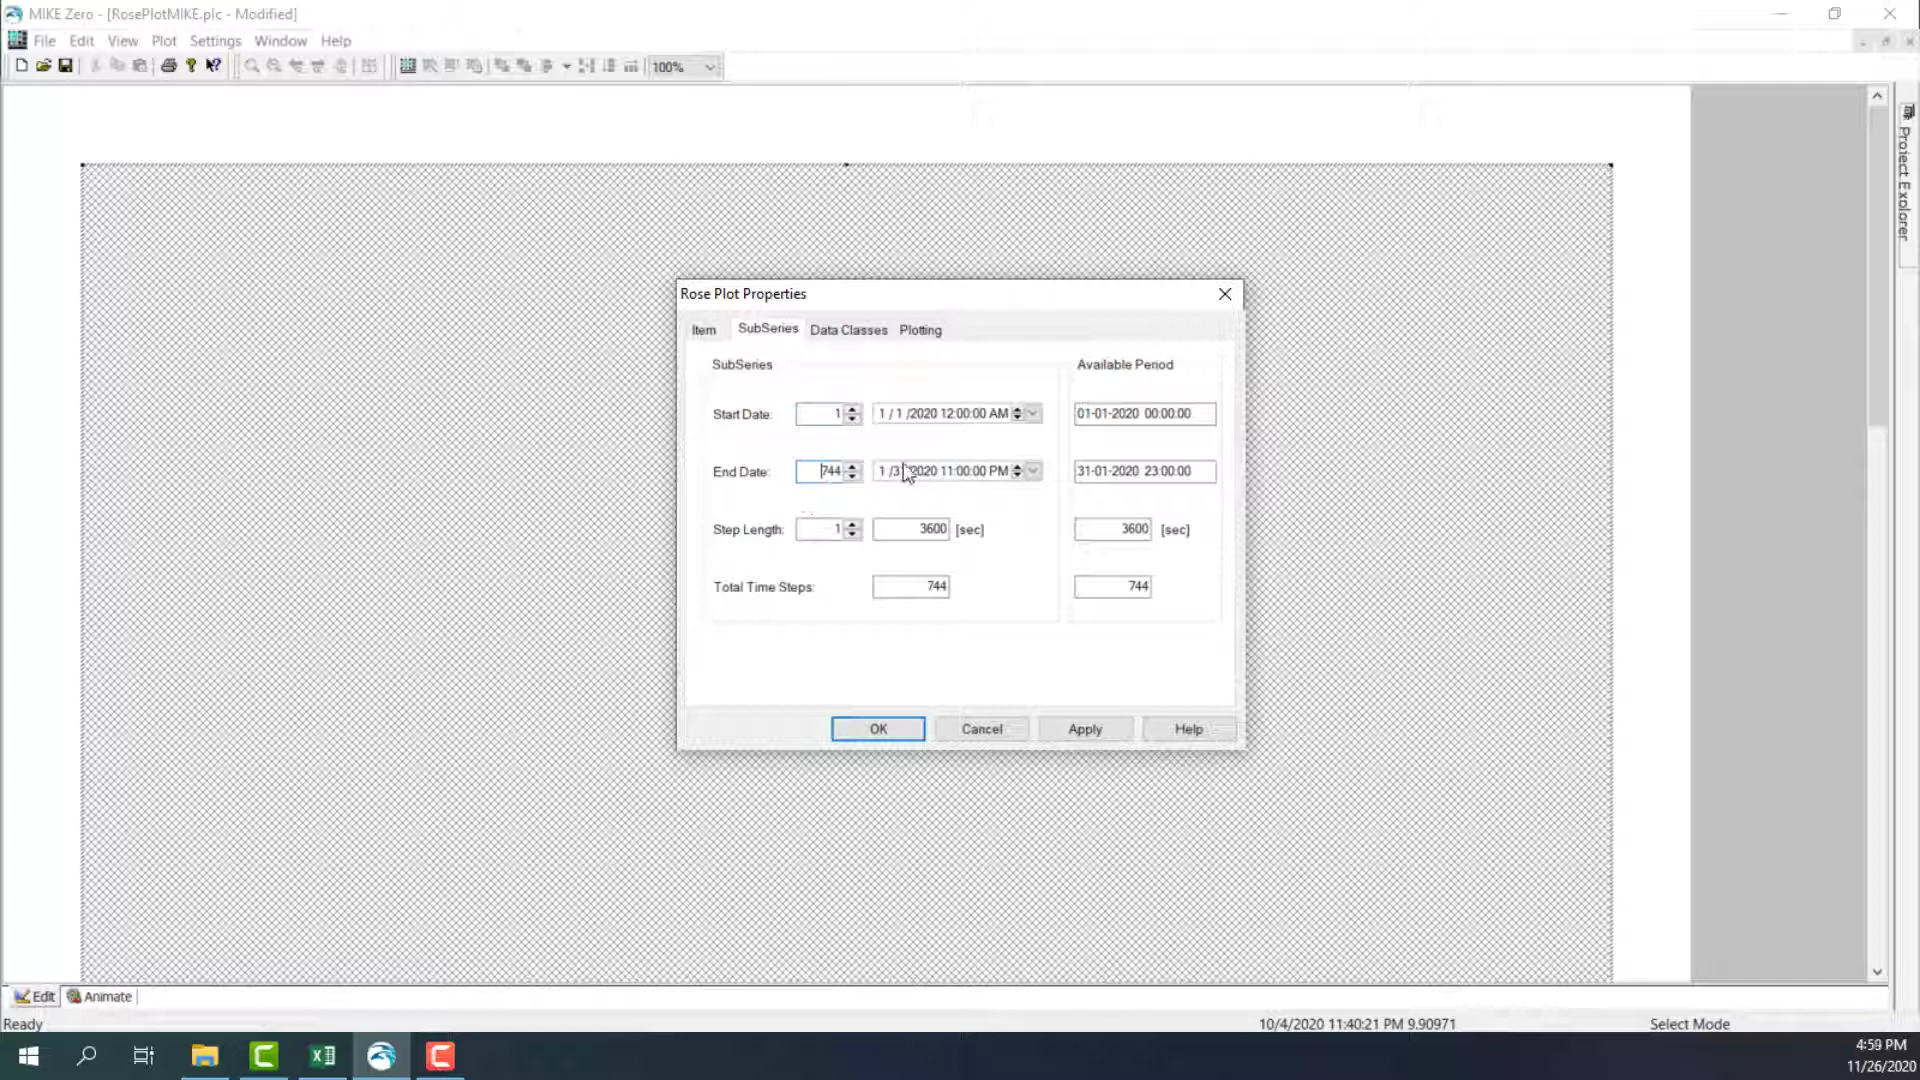 MIKE Zero - [RosePlotMIKE.plc - Modified]
File Edit View Plot Settings Window Help
100%
Project Explorer
Rose Plot Properties
Item SubSeries Data Classes Plotting
SubSeries Available Period
Start Date: 1 1 / 1 /2020 12:00:00 AM 01-01-2020 00:00:00
End Date: 744 1 /31/2020 11:00:00 PM 31-01-2020 23:00:00
Step Length: 1 3600 [sec] 3600 [sec]
Total Time Steps: 744 744
OK Cancel Apply Help
Edit Animate
Ready 10/4/2020 11:40:21 PM 9.90971 Select Mode
4:59 PM
11/26/2020